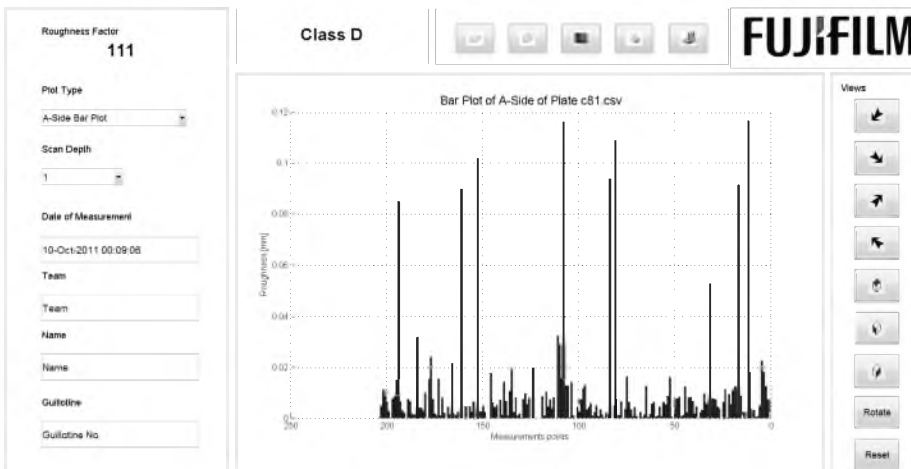 Roughness Factor
111
Plot Type
A-Side Bar Plot
Scan Depth
1
Date of Measurement
10-Oct-2011 00:09:06
Team
Team
Name
Name
Guillotine
Guillotine No
Class D
FUJIFILM
Bar Plot of A-Side of Plate c81.csv
Roughness [mm]
0.12
0.1
0.08
0.06
0.04
0.02
0
250
200
150
100
50
0
Measurements points
Views
Rotate
Reset